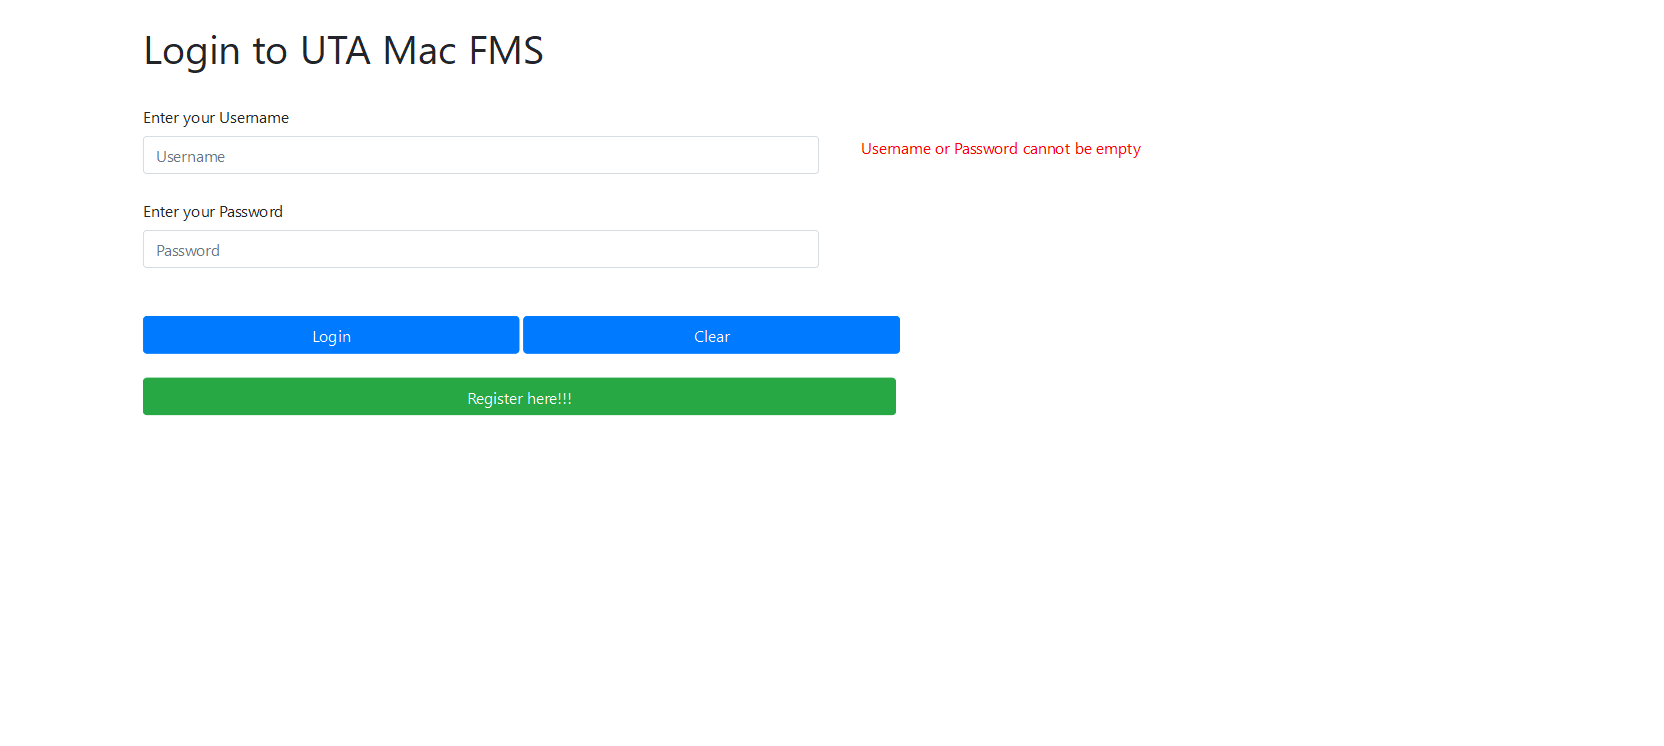 Login to UTA Mac FMS
Enter your Username
Username
Username or Password cannot be empty
Enter your Password
Password
Login
Clear
Register here!!!